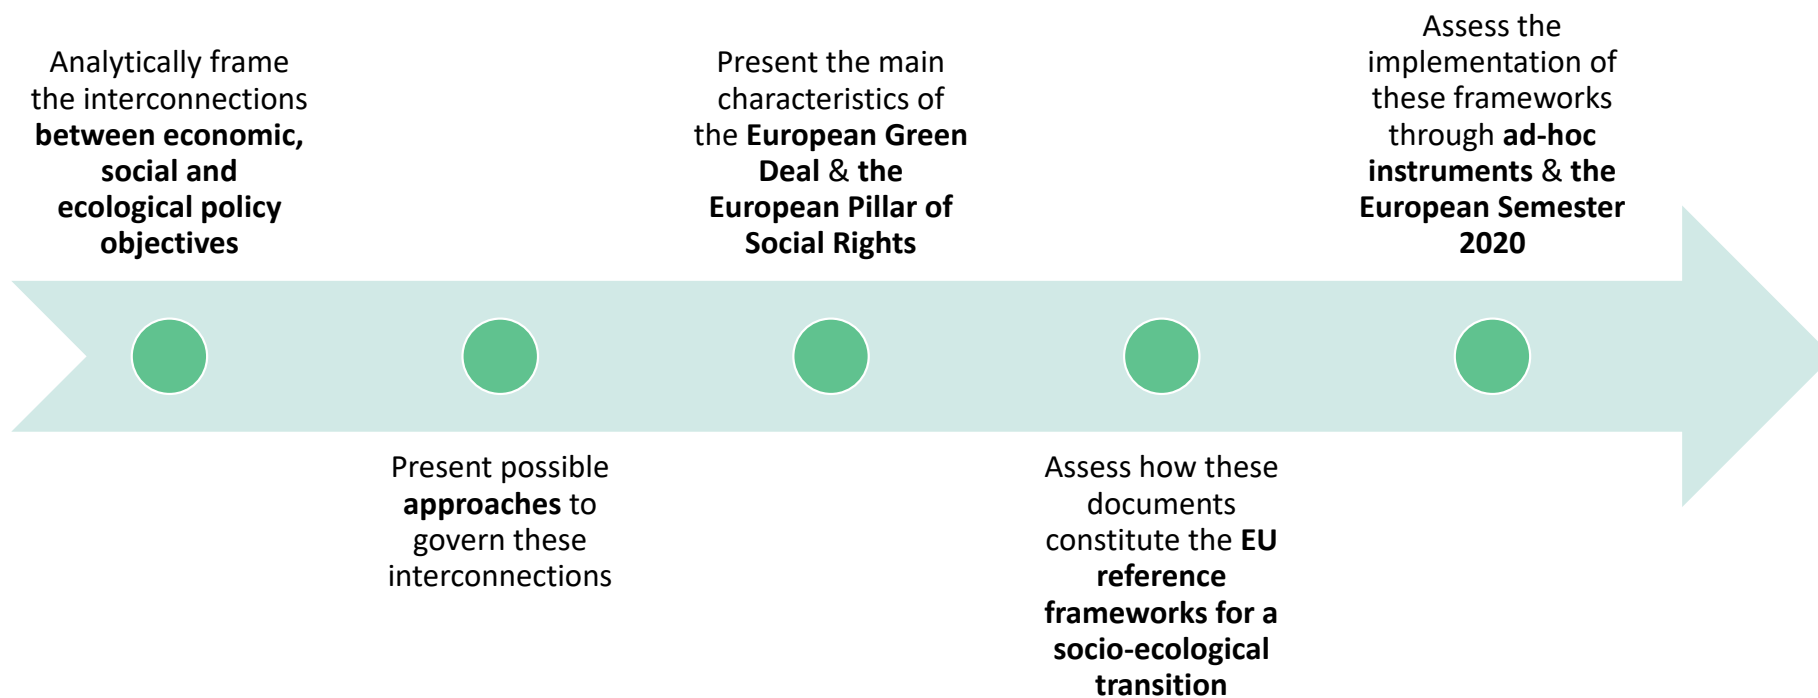 Analytically frame
the interconnections
between economic,
social and
ecological policy
objectives
Present possible
approaches to
govern these
interconnections
Present the main
characteristics of
the European Green
Deal & the
European Pillar of
Social Rights
Assess how these
documents
constitute the EU
reference
frameworks for a
socio-ecological
transition
Assess the
implementation of
these frameworks
through ad-hoc
instruments & the
European Semester
2020